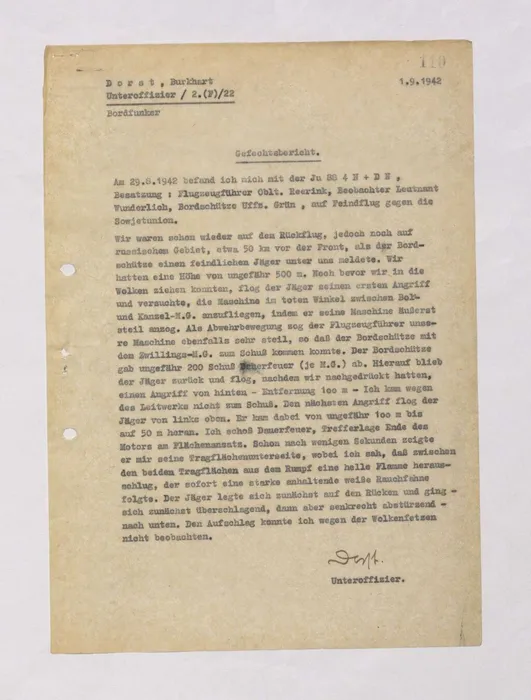 119
Dorst, Burkhart
1.9.1942
Unteroffizier / 2.(F)/22
Bordfunker
Gefechtsbericht.
Am 29.8.1942 befand ich mich mit der Ju 88 4 N + D N ,
Besatzung : Flugzeugführer Oblt. Heerink, Beobachter Leutnant
Wunderlich, Bordschütze Uffs. Grün , auf Feindflug gegen die
Sowjetunion.
Wir waren schon wieder auf dem Rückflug, jedoch noch auf
russischem Gebiet, etwa 50 km vor der Front, als der Bord-
schütze einen feindlichen Jäger unter uns meldete. Wir
hatten eine Höhe von ungefähr 500 m. Noch bevor wir in die
Wolken ziehen konnten, flog der Jäger seinen ersten Angriff
und versuchte, die Maschine im toten Winkel zwischen Bola-
und Kanzel-M.G. anzufliegen, indem er seine Maschine äußerst
steil anzog. Als Abwehrbewegung zog der Flugzeugführer unse-
re Maschine ebenfalls sehr steil, so daß der Bordschütze mit
dem Zwillings-M.G. zum Schuß kommen konnte. Der Bordschütze
gab ungefähr 200 Schuß Dauerfeuer (je M.G.) ab. Hierauf blieb
der Jäger zurück und flog, nachdem wir nachgedrückt hatten,
einen Angriff von hinten - Entfernung 100 m - Ich kam wegen
des Leitwerks nicht zum Schuß. Den nächsten Angriff flog der
Jäger von links oben. Er kam dabei von ungefähr 100 m bis
auf 50 m heran. Ich schoß Dauerfeuer, Trefferlage Ende des
Motors am Flächenansatz. Schon nach wenigen Sekunden zeigte
er mir seine Tragflächenunterseite, wobei ich sah, daß zwischen
den beiden Tragflächen aus dem Rumpf eine helle Flamme heraus-
schlug, der sofort eine starke anhaltende weiße Rauchfahne
folgte. Der Jäger legte sich zunächst auf den Rücken und ging -
sich zunächst überschlagend, dann aber senkrecht abstürzend -
nach unten. Den Aufschlag konnte ich wegen der Wolkenfetzen
nicht beobachten.
Dorst.
Unteroffizier.